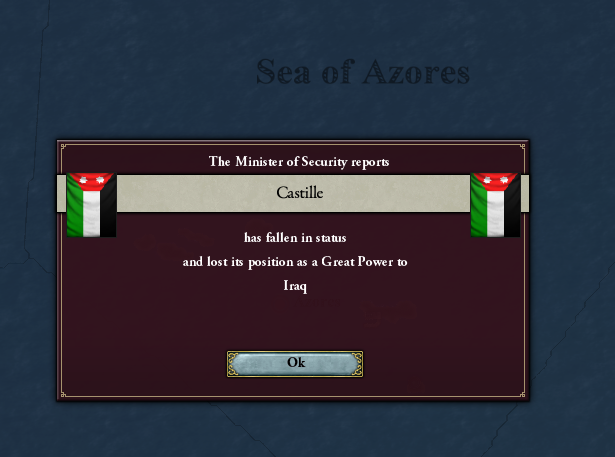 Sea of Azores
The Minister of Security reports
Castille
has fallen in status
and lost its position as a Great Power to
Iraq
Ok